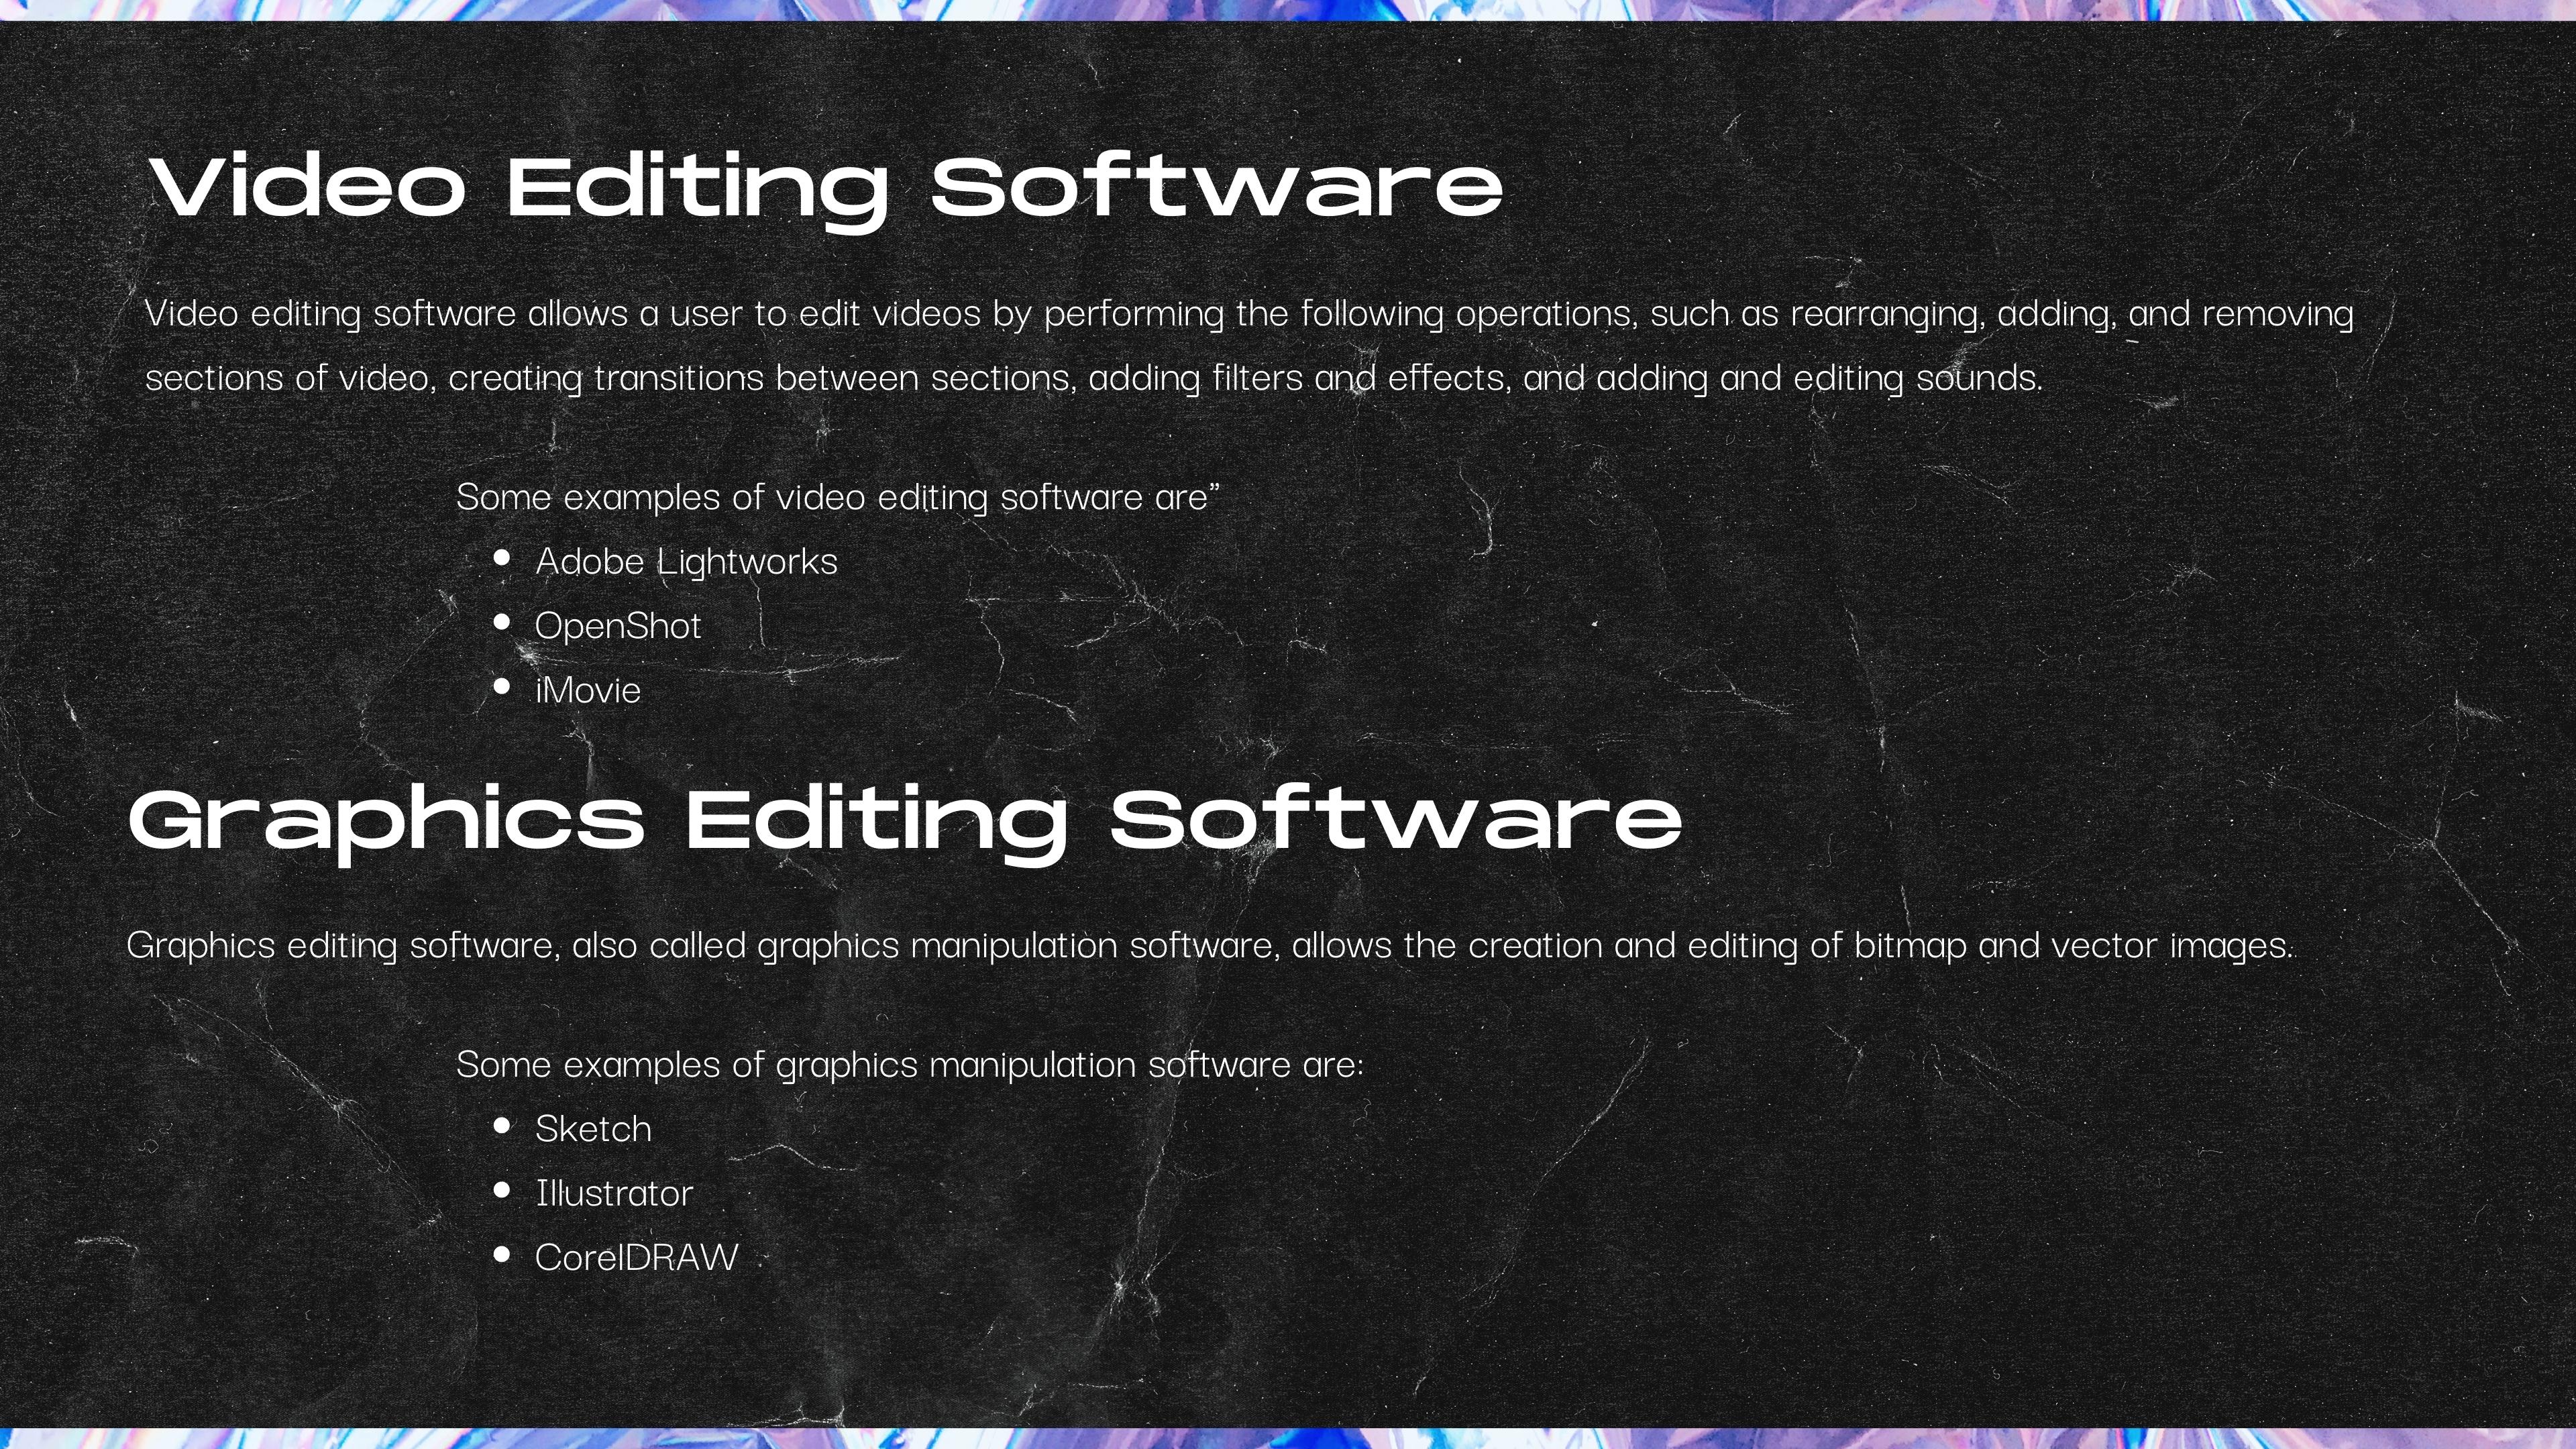 Video Editing Software
Video editing software allows a user to edit videos by performing the following operations, such as rearranging, adding, and removing
sections of video, creating transitions between sections, adding filters and effects, and adding and editing sounds.
Some examples of video editing software are”
• Adobe Lightworks
• OpenShot
• iMovie
Graphics Editing Software
Graphics editing software, also called graphics manipulation software, allows the creation and editing of bitmap and vector images.
Some examples of graphics manipulation software are:
• Sketch
• Illustrator
• CorelDRAW